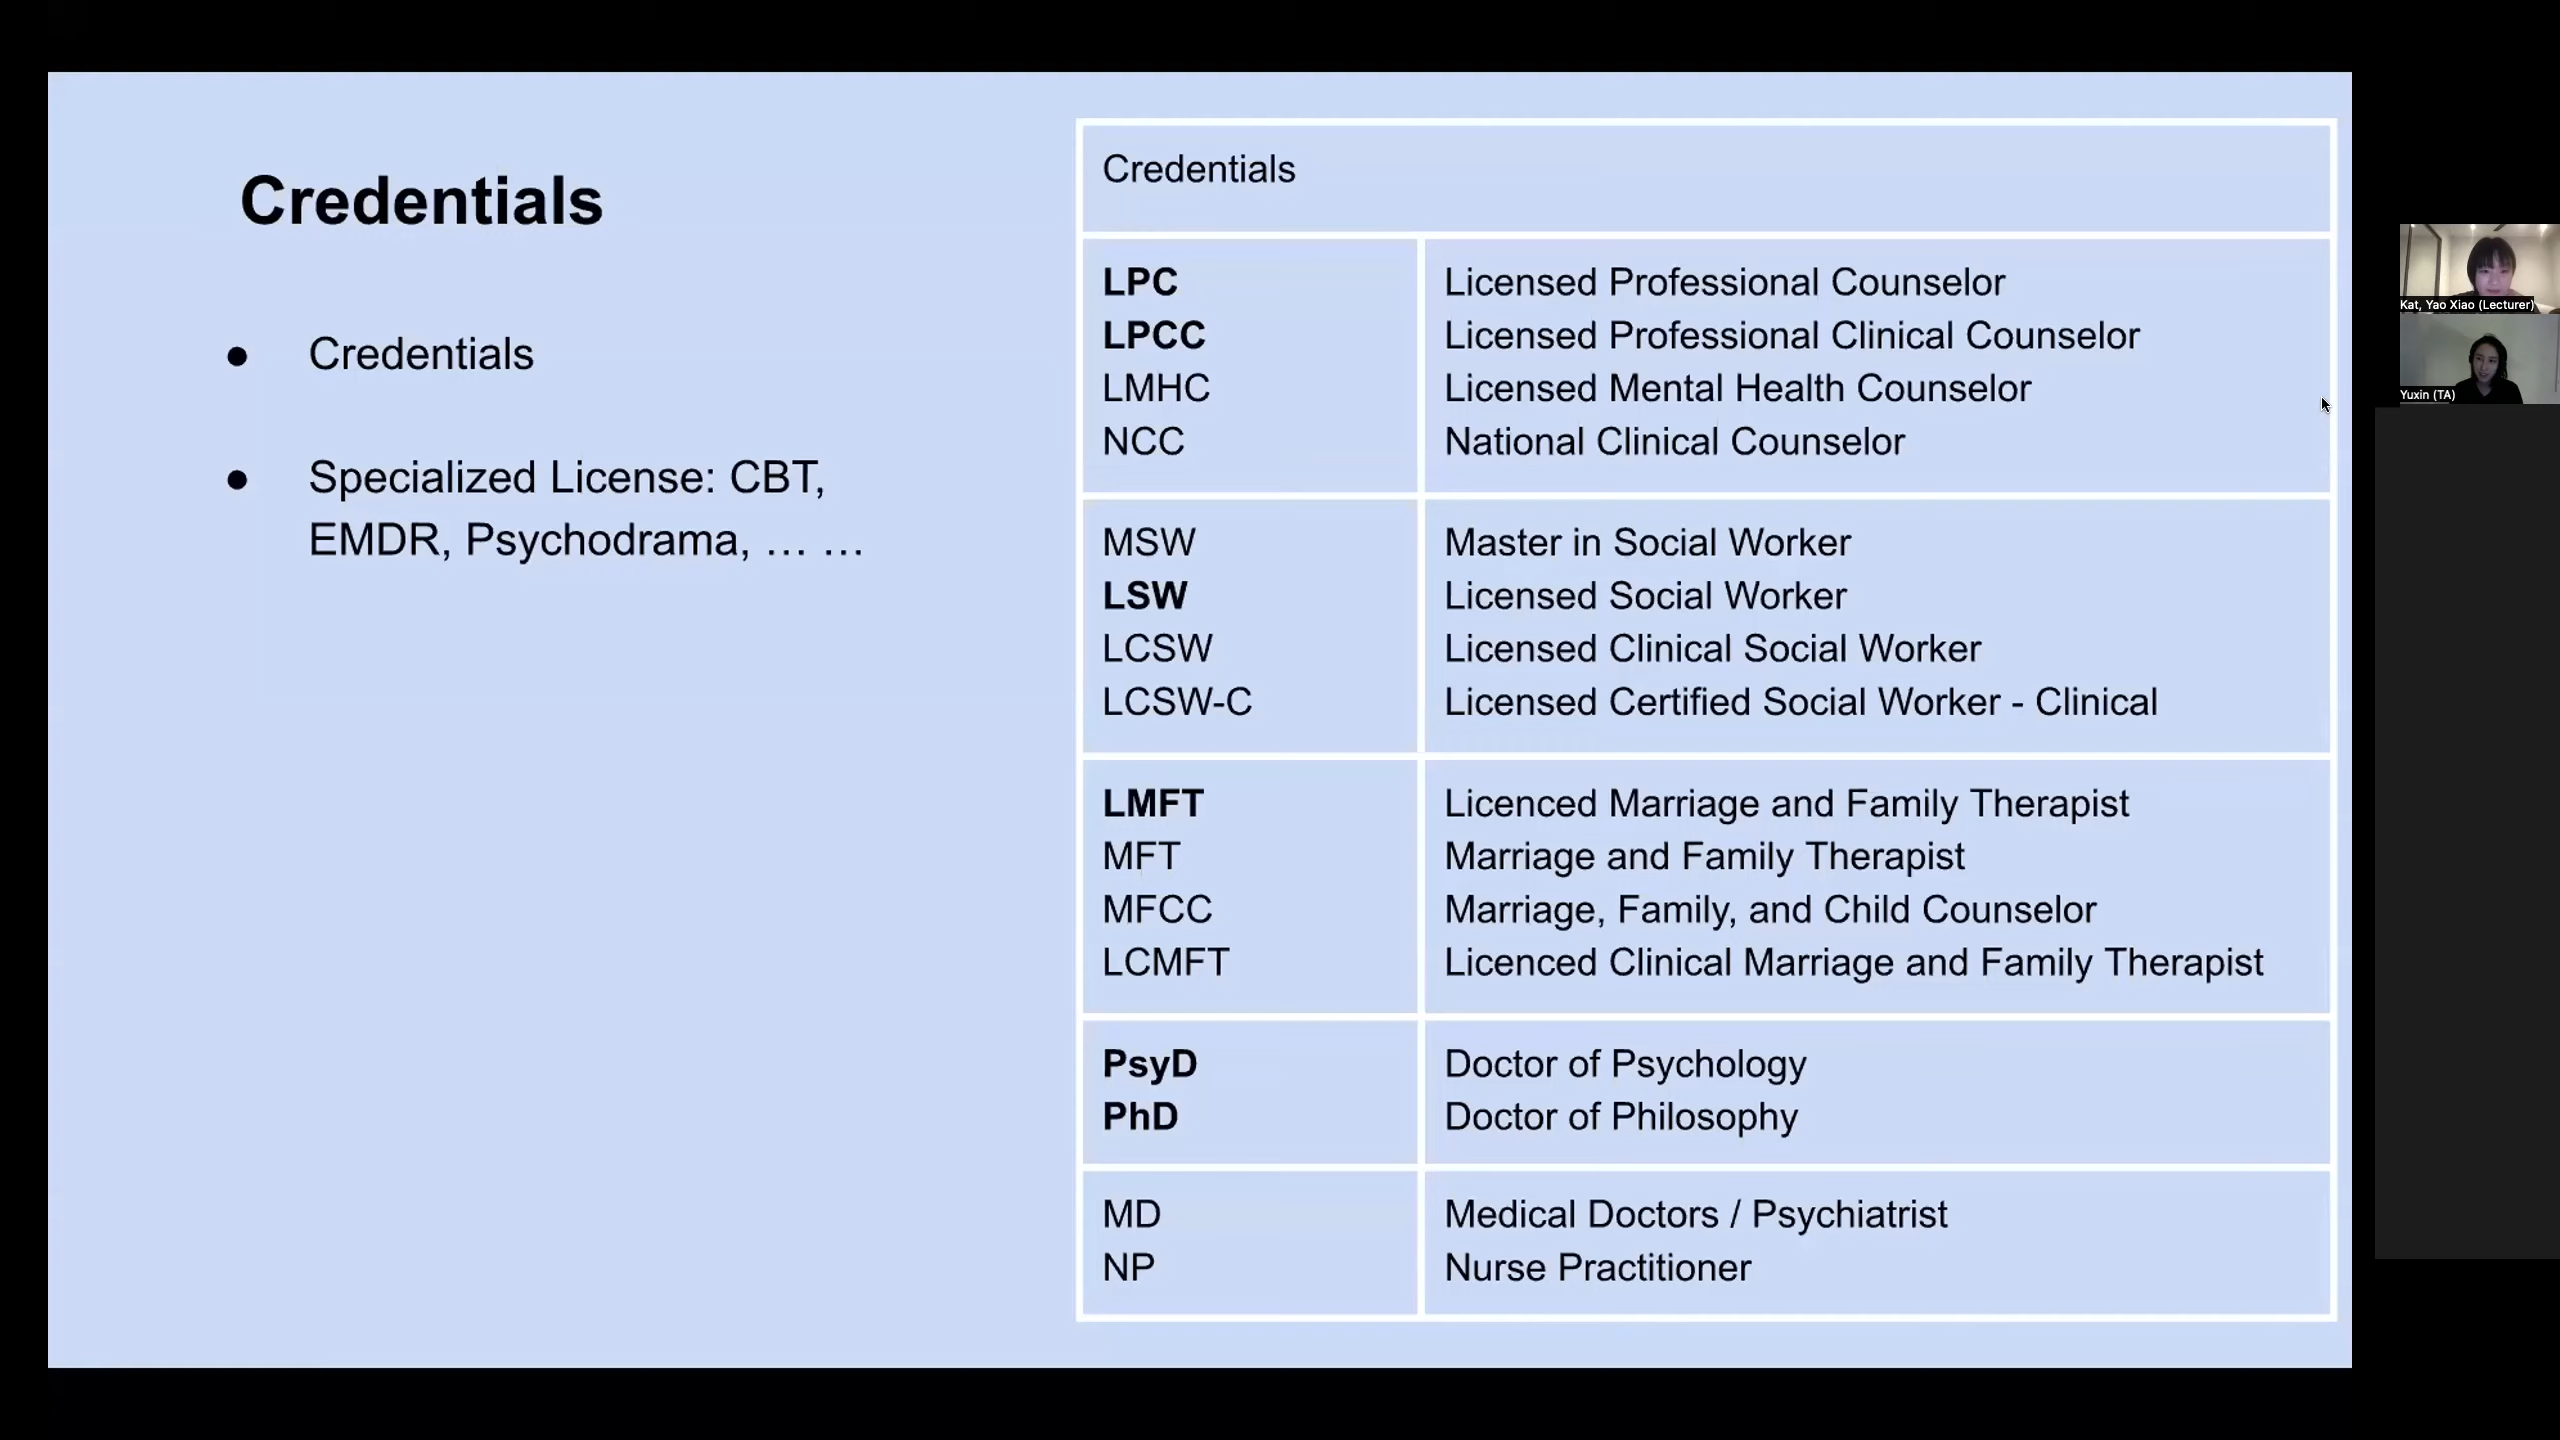 Credentials
● Credentials
● Specialized License: CBT,
EMDR, Psychodrama, … …
Credentials
LPC Licensed Professional Counselor
LPCC Licensed Professional Clinical Counselor
LMHC Licensed Mental Health Counselor
NCC National Clinical Counselor
MSW Master in Social Worker
LSW Licensed Social Worker
LCSW Licensed Clinical Social Worker
LCSW-C Licensed Certified Social Worker - Clinical
LMFT Licenced Marriage and Family Therapist
MFT Marriage and Family Therapist
MFCC Marriage, Family, and Child Counselor
LCMFT Licenced Clinical Marriage and Family Therapist
PsyD Doctor of Psychology
PhD Doctor of Philosophy
MD Medical Doctors / Psychiatrist
NP Nurse Practitioner
Kat, Yao Xiao (Lecturer)
Yuxin (TA)